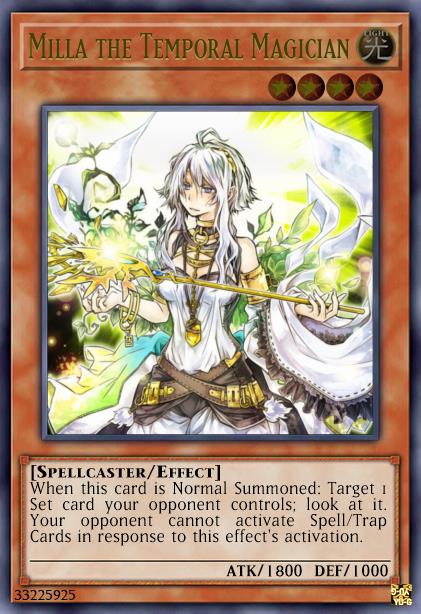 MILLA THE TEMPORAL MAGICIAN
LIGHT
光
[SPELLCASTER/EFFECT]
When this card is Normal Summoned: Target 1
Set card your opponent controls; look at it.
Your opponent cannot activate Spell/Trap
Cards in response to this effect's activation.
ATK/1800 DEF/1000
33225925